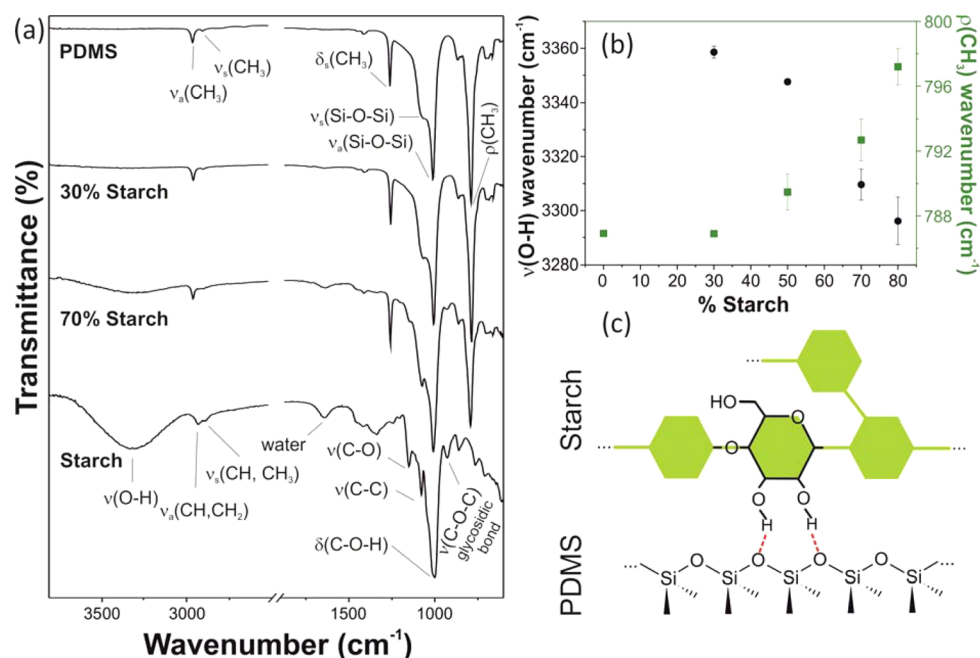 (a)
PDMS
νₛ(CH₃)
νₐ(CH₃)
δₛ(CH₃)
νₛ(Si-O-Si)
νₐ(Si-O-Si)
ρ(CH₃)
30% Starch
70% Starch
Starch
ν(O-H)
νₐ(CH,CH₂)
νₛ(CH, CH₃)
water
ν(C-O)
ν(C-C)
δ(C-O-H)
ν(C-O-C)
glycosidic
bond
Transmittance (%)
3500 3000 1500 1000
Wavenumber (cm⁻¹)
(b)
ν(O-H) wavenumber (cm⁻¹)
3360
3340
3320
3300
3280
0 10 20 30 40 50 60 70 80
% Starch
800
796
792
788
784
ρ(CH₃) wavenumber (cm⁻¹)
(c)
Starch
HO
O
O
O
O
H
H
PDMS
O
O
O
O
Si
Si
Si
Si
Si